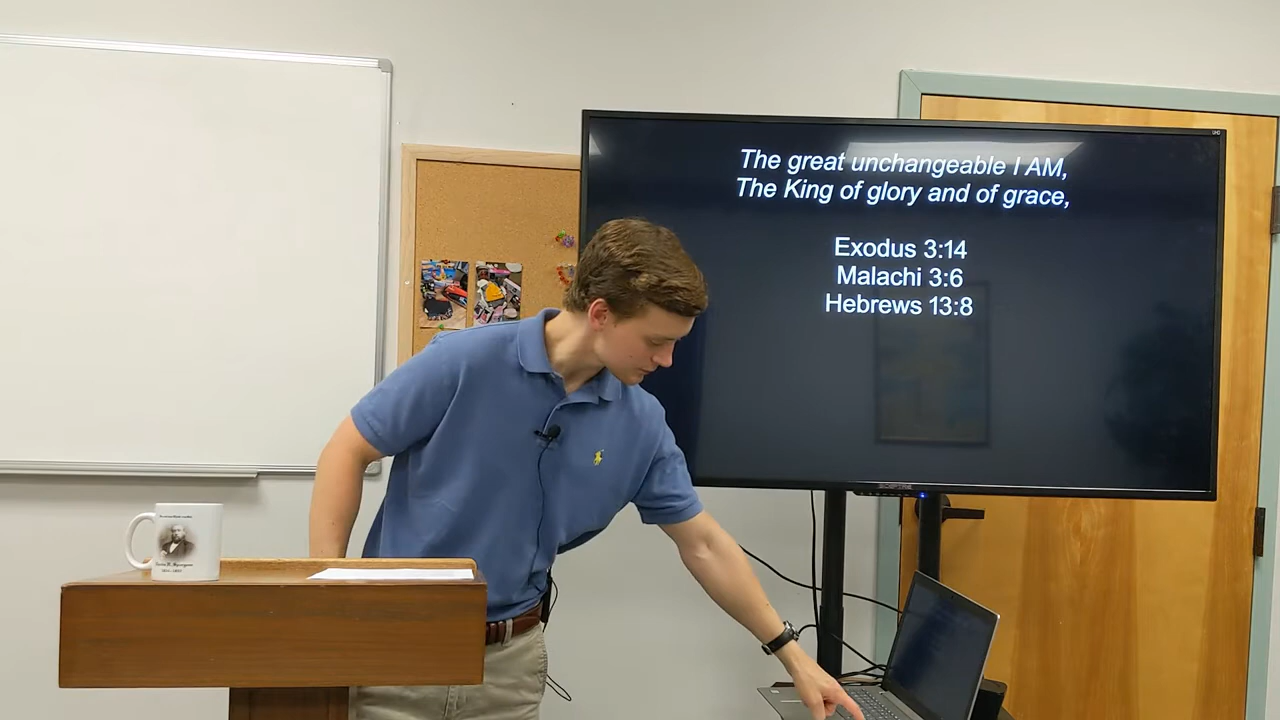 The great unchangeable I AM,
The King of glory and of grace,
Exodus 3:14
Malachi 3:6
Hebrews 13:8
SCEPTRE